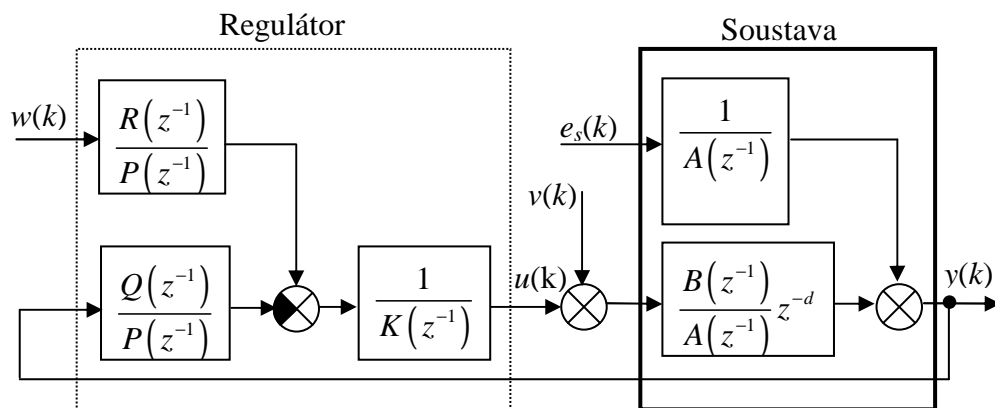 Regulátor
Soustava
w(k)
R(z⁻¹)
P(z⁻¹)
eₛ(k)
1
A(z⁻¹)
v(k)
Q(z⁻¹)
P(z⁻¹)
1
K(z⁻¹)
u(k)
B(z⁻¹)
A(z⁻¹)
z⁻ᵈ
y(k)